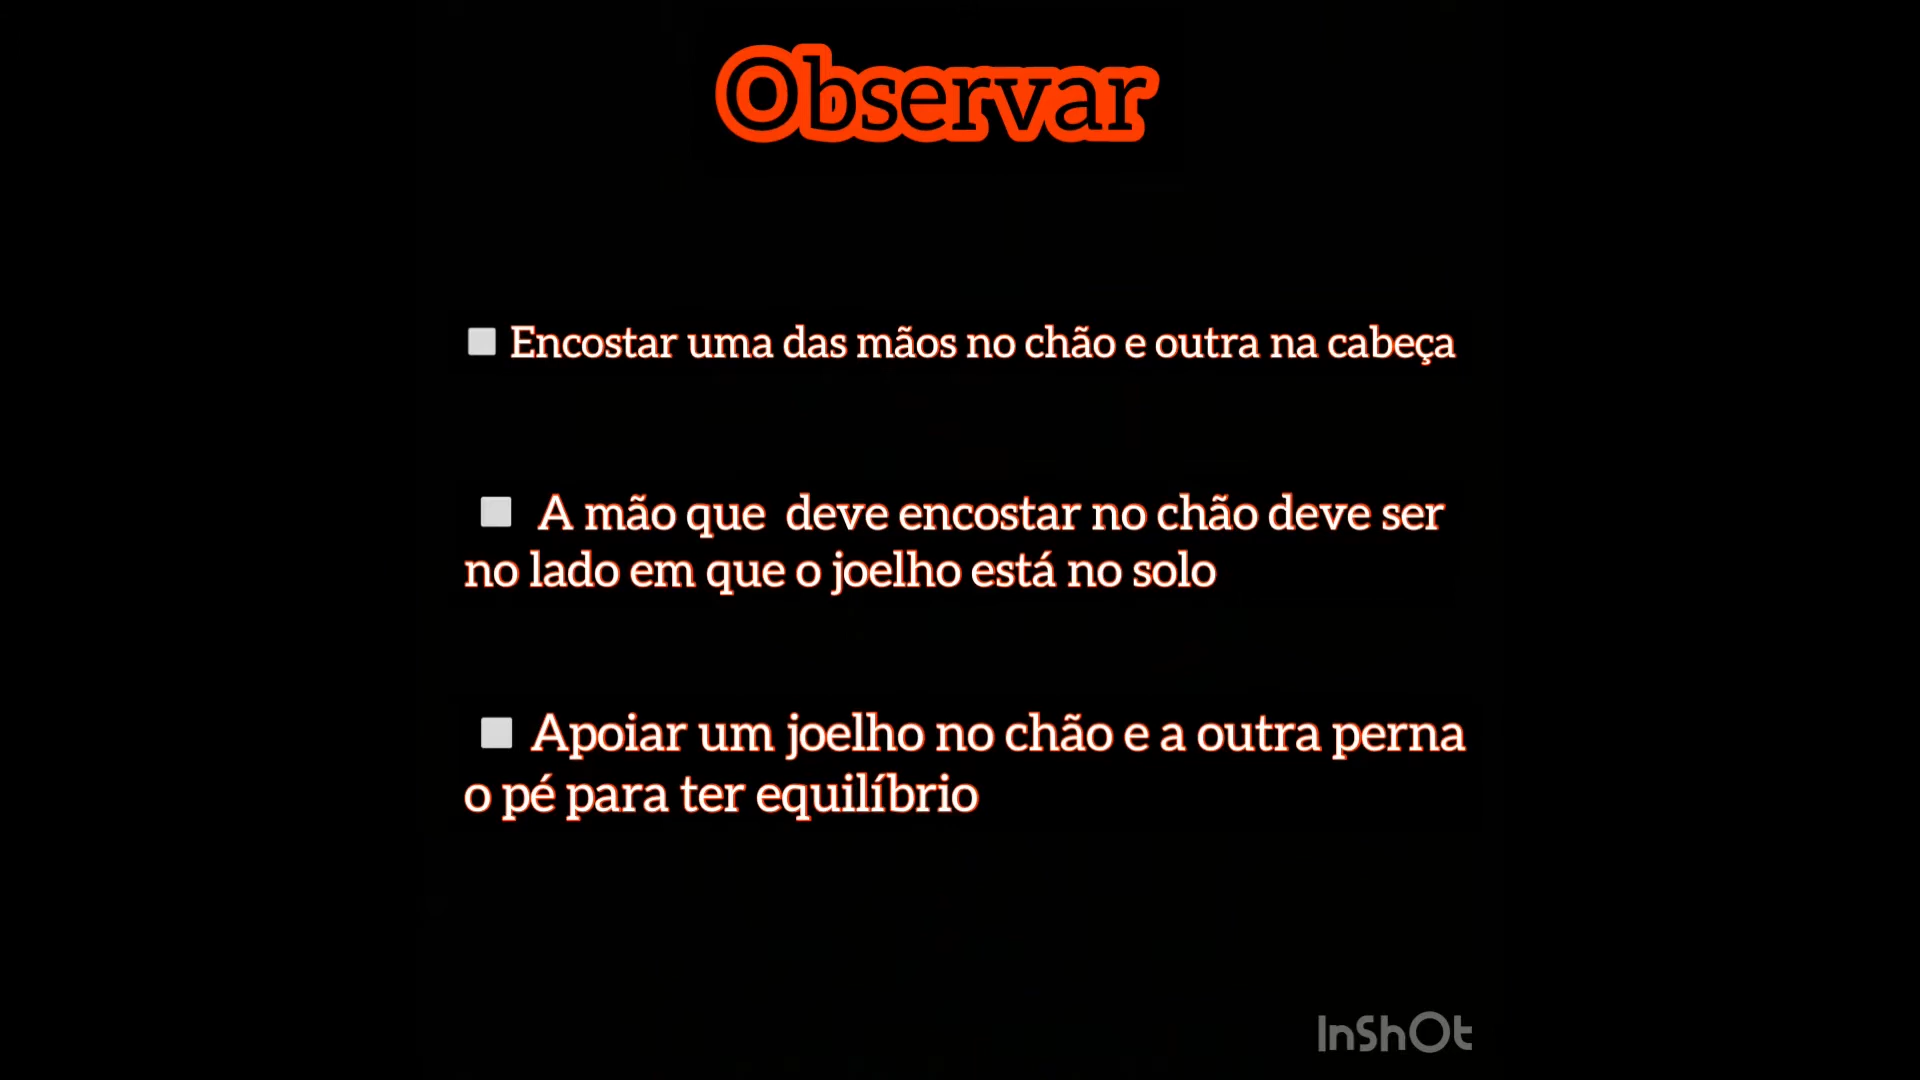 Observar
◻️ Encostar uma das mãos no chão e outra na cabeça
◻️ A mão que deve encostar no chão deve ser
no lado em que o joelho está no solo
◻️ Apoiar um joelho no chão e a outra perna
o pé para ter equilíbrio
InShOt